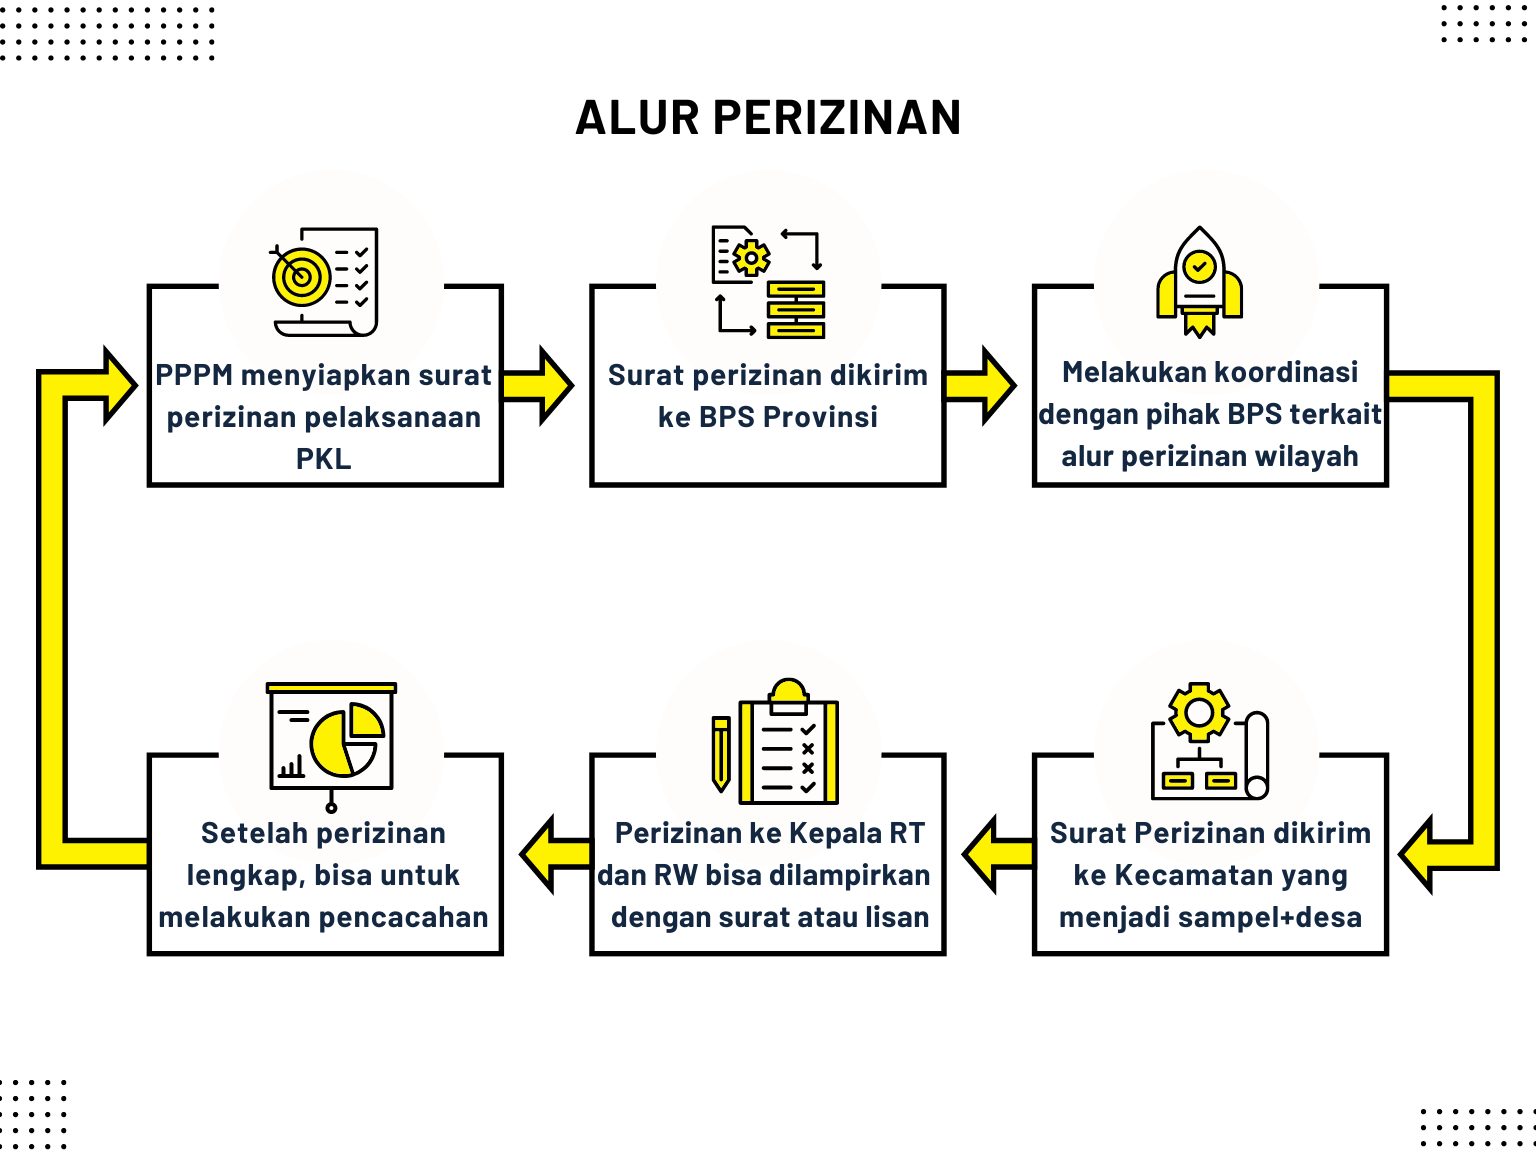 ALUR PERIZINAN
PPPM menyiapkan surat
perizinan pelaksanaan
PKL
Surat perizinan dikirim
ke BPS Provinsi
Melakukan koordinasi
dengan pihak BPS terkait
alur perizinan wilayah
Surat Perizinan dikirim
ke Kecamatan yang
menjadi sampel+desa
Perizinan ke Kepala RT
dan RW bisa dilampirkan
dengan surat atau lisan
Setelah perizinan
lengkap, bisa untuk
melakukan pencacahan